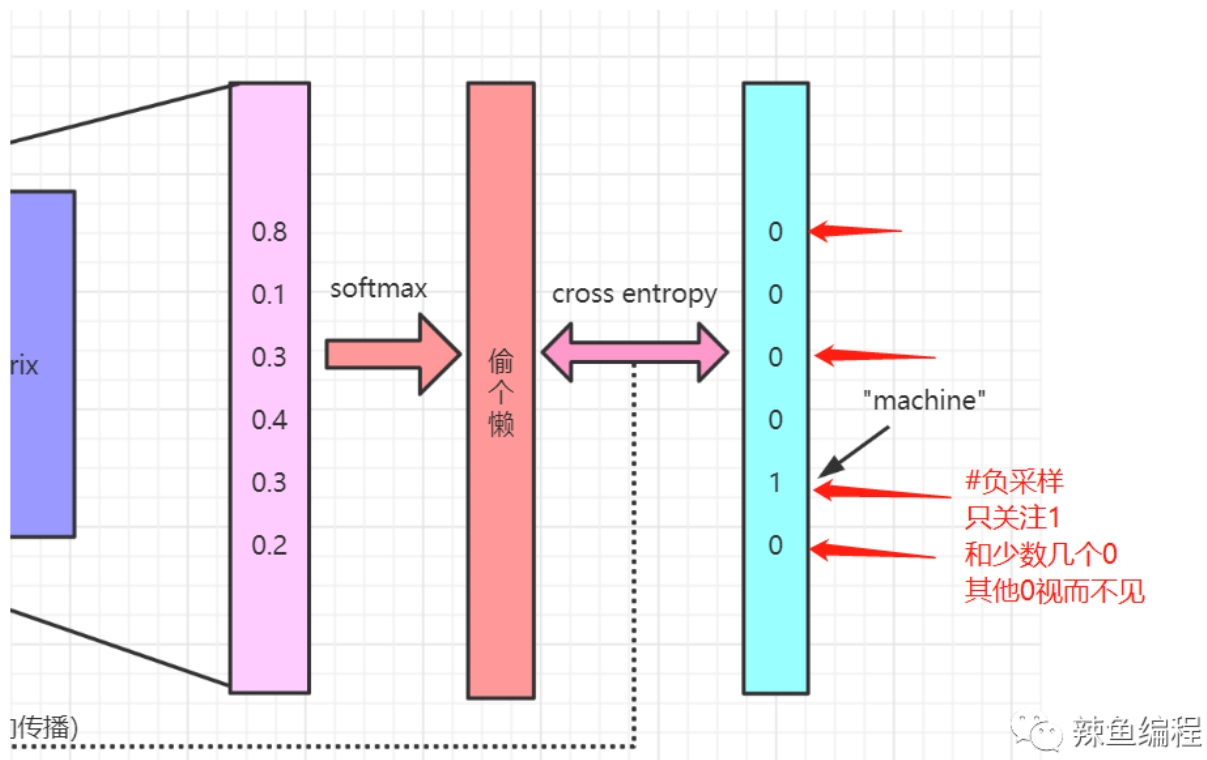 0.8
0.1
0.3
0.4
0.3
0.2
softmax
偷
个
懒
cross entropy
0
0
0
0
1
0
"machine"
#负采样
只关注1
和少数几个0
其他0视而不见
rix
传播)
辣鱼编程